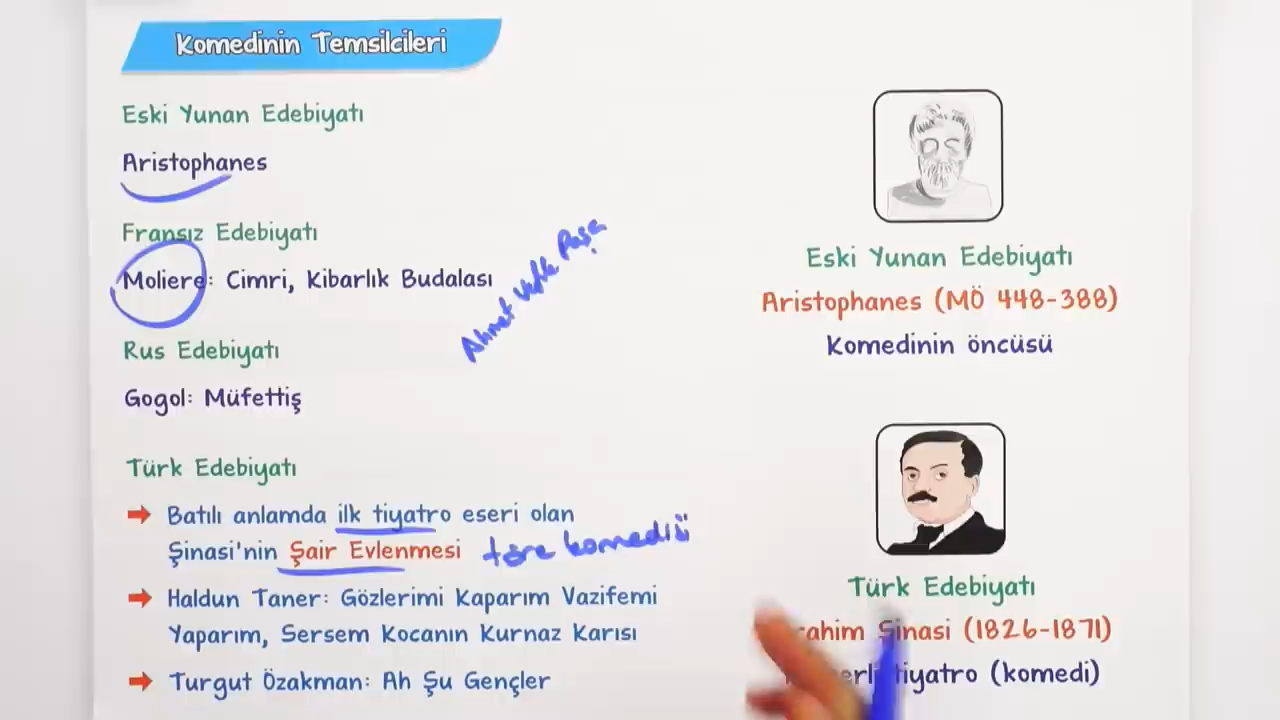 Komedinin Temsilcileri
Eski Yunan Edebiyatı
Aristophanes
Fransız Edebiyatı
Moliere: Cimri, Kibarlık Budalası
Ahmet Vefik Paşa
Rus Edebiyatı
Gogol: Müfettiş
Türk Edebiyatı
Batılı anlamda ilk tiyatro eseri olan
Şinasi'nin Şair Evlenmesi töre komedisi
Haldun Taner: Gözlerimi Kaparım Vazifemi
Yaparım, Sersem Kocanın Kurnaz Karısı
Turgut Özakman: Ah Şu Gençler
Eski Yunan Edebiyatı
Aristophanes (MÖ 448-388)
Komedinin öncüsü
Türk Edebiyatı
Şinasi (1826-1871)
tiyatro (komedi)